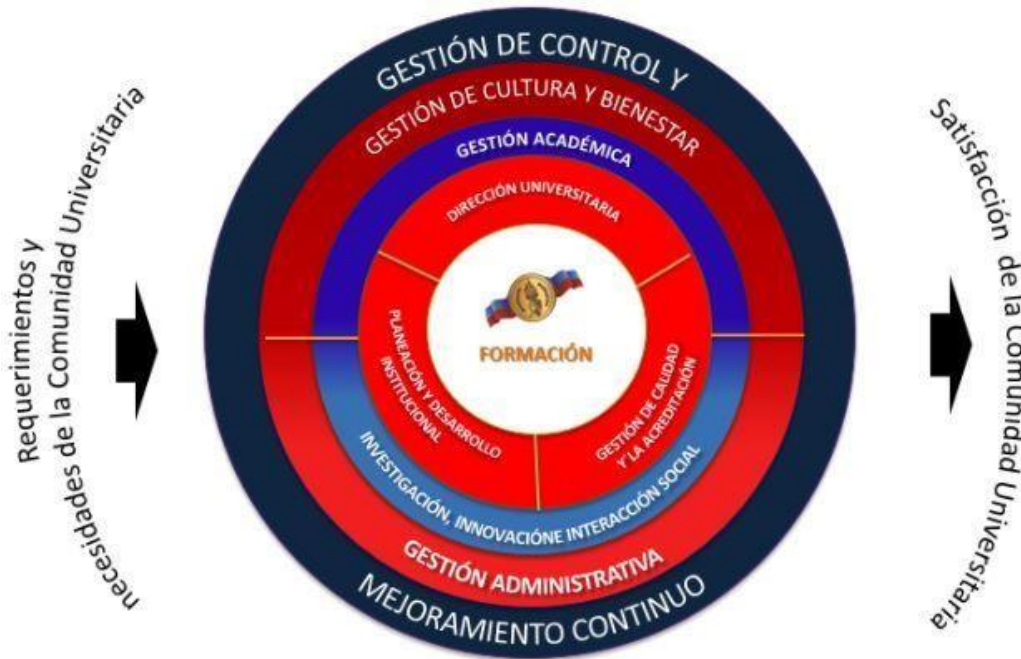 Requerimientos y
necesidades de la Comunidad Universitaria
GESTIÓN DE CONTROL Y
GESTIÓN DE CULTURA Y BIENESTAR
GESTIÓN ACADÉMICA
DIRECCIÓN UNIVERSITARIA
FORMACIÓN
PLANEACIÓN Y DESARROLLO
INSTITUCIONAL
GESTIÓN DE CALIDAD
Y LA ACREDITACIÓN
INVESTIGACIÓN, INNOVACIÓNE INTERACCIÓN SOCIAL
GESTIÓN ADMINISTRATIVA
MEJORAMIENTO CONTINUO
Satisfacción de la Comunidad Universitaria